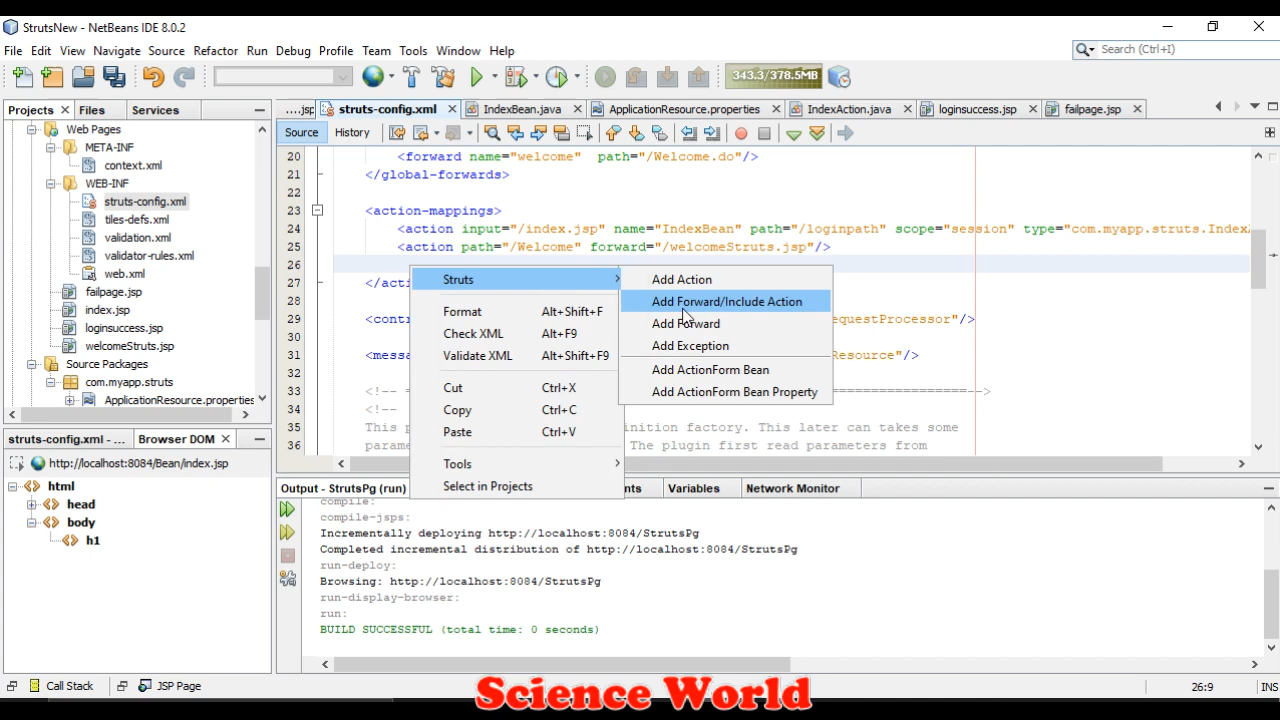 StrutsNew - NetBeans IDE 8.0.2
File Edit View Navigate Source Refactor Run Debug Profile Team Tools Window Help
Search (Ctrl+I)
343.3/378.5MB
Projects Files Services
....jsp struts-config.xml IndexBean.java ApplicationResource.properties IndexAction.java loginsuccess.jsp failpage.jsp
Source History
Web Pages
META-INF
context.xml
WEB-INF
struts-config.xml
tiles-defs.xml
validation.xml
validator-rules.xml
web.xml
failpage.jsp
index.jsp
loginsuccess.jsp
welcomeStruts.jsp
Source Packages
com.myapp.struts
ApplicationResource.properties
20 <forward name="welcome" path="/Welcome.do"/>
21 </global-forwards>
22
23 <action-mappings>
24 <action input="/index.jsp" name="IndexBean" path="/loginpath" scope="session" type="com.myapp.struts.Index
25 <action path="/Welcome" forward="/welcomeStruts.jsp"/>
26
27 </acti
28
29 <contr equestProcessor"/>
30
31 <messa Resource"/>
32
33 <!-- = -->
34 <!--
35 This p inition factory. This later can takes some
36 parame The plugin first read parameters from
Struts
Format Alt+Shift+F
Check XML Alt+F9
Validate XML Alt+Shift+F9
Cut Ctrl+X
Copy Ctrl+C
Paste Ctrl+V
Tools
Select in Projects
Add Action
Add Forward/Include Action
Add Forward
Add Exception
Add ActionForm Bean
Add ActionForm Bean Property
struts-config.xml - ... Browser DOM
http://localhost:8084/Bean/index.jsp
html
head
body
h1
Output - StrutsPg (run) nts Variables Network Monitor
compile:
compile-jsps:
Incrementally deploying http://localhost:8084/StrutsPg
Completed incremental distribution of http://localhost:8084/StrutsPg
run-deploy:
Browsing: http://localhost:8084/StrutsPg
run-display-browser:
run:
BUILD SUCCESSFUL (total time: 0 seconds)
Call Stack JSP Page
26:9 INS
Science World